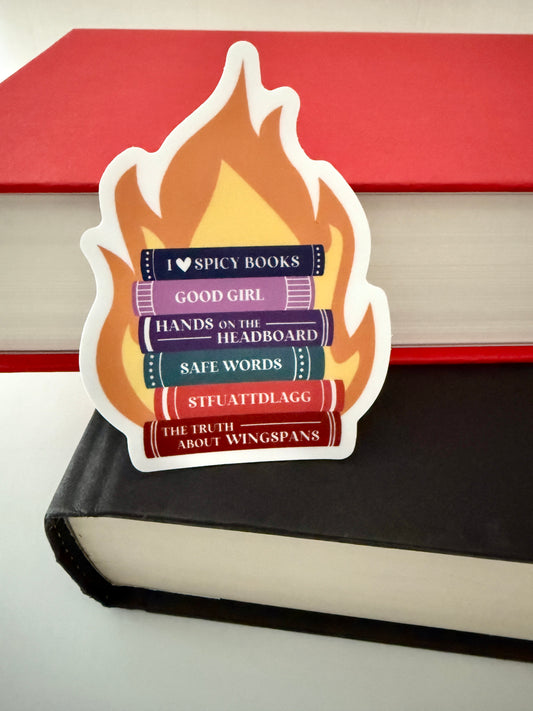 I ♥ SPICY BOOKS
GOOD GIRL
HANDS ON THE
HEADBOARD
SAFE WORDS
STFUATTDLAGG
THE TRUTH
ABOUT WINGSPANS